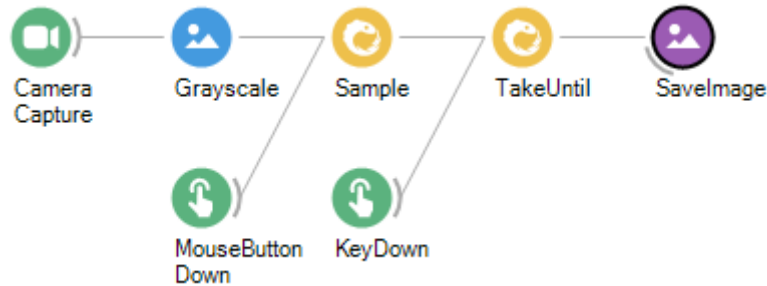 Camera
Capture
Grayscale
Sample
TakeUntil
SaveImage
MouseButton
Down
KeyDown